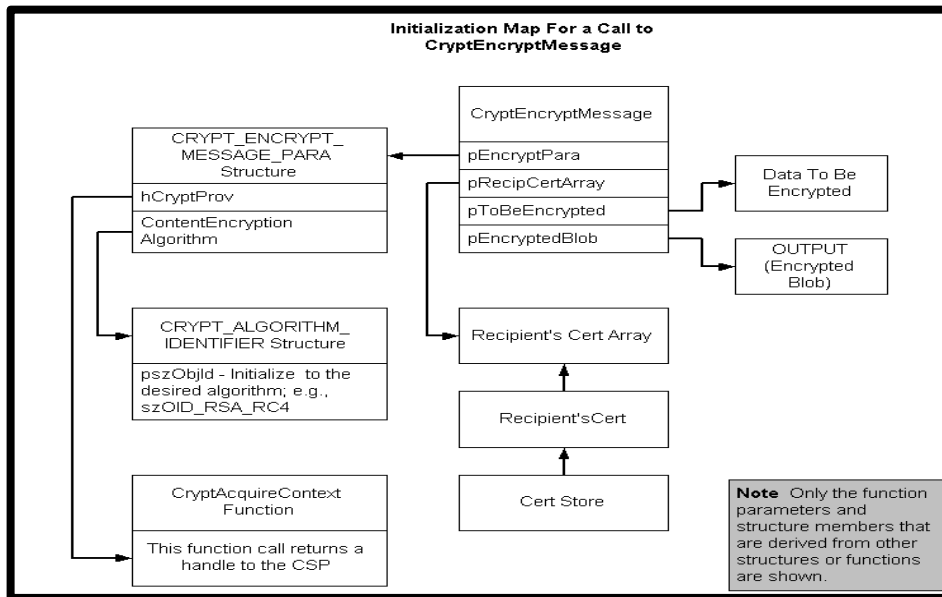 Initialization Map For a Call to
CryptEncryptMessage
CryptEncryptMessage
pEncryptPara
pRecipCertArray
pToBeEncrypted
pEncryptedBlob
CRYPT_ENCRYPT_
MESSAGE_PARA
Structure
hCryptProv
ContentEncryption
Algorithm
Data To Be
Encrypted
OUTPUT
(Encrypted
Blob)
CRYPT_ALGORITHM_
IDENTIFIER Structure
pszObjId - Initialize to the
desired algorithm; e.g.,
szOID_RSA_RC4
Recipient's Cert Array
Recipient'sCert
Cert Store
CryptAcquireContext
Function
This function call returns a
handle to the CSP
Note Only the function
parameters and
structure members that
are derived from other
structures or functions
are shown.